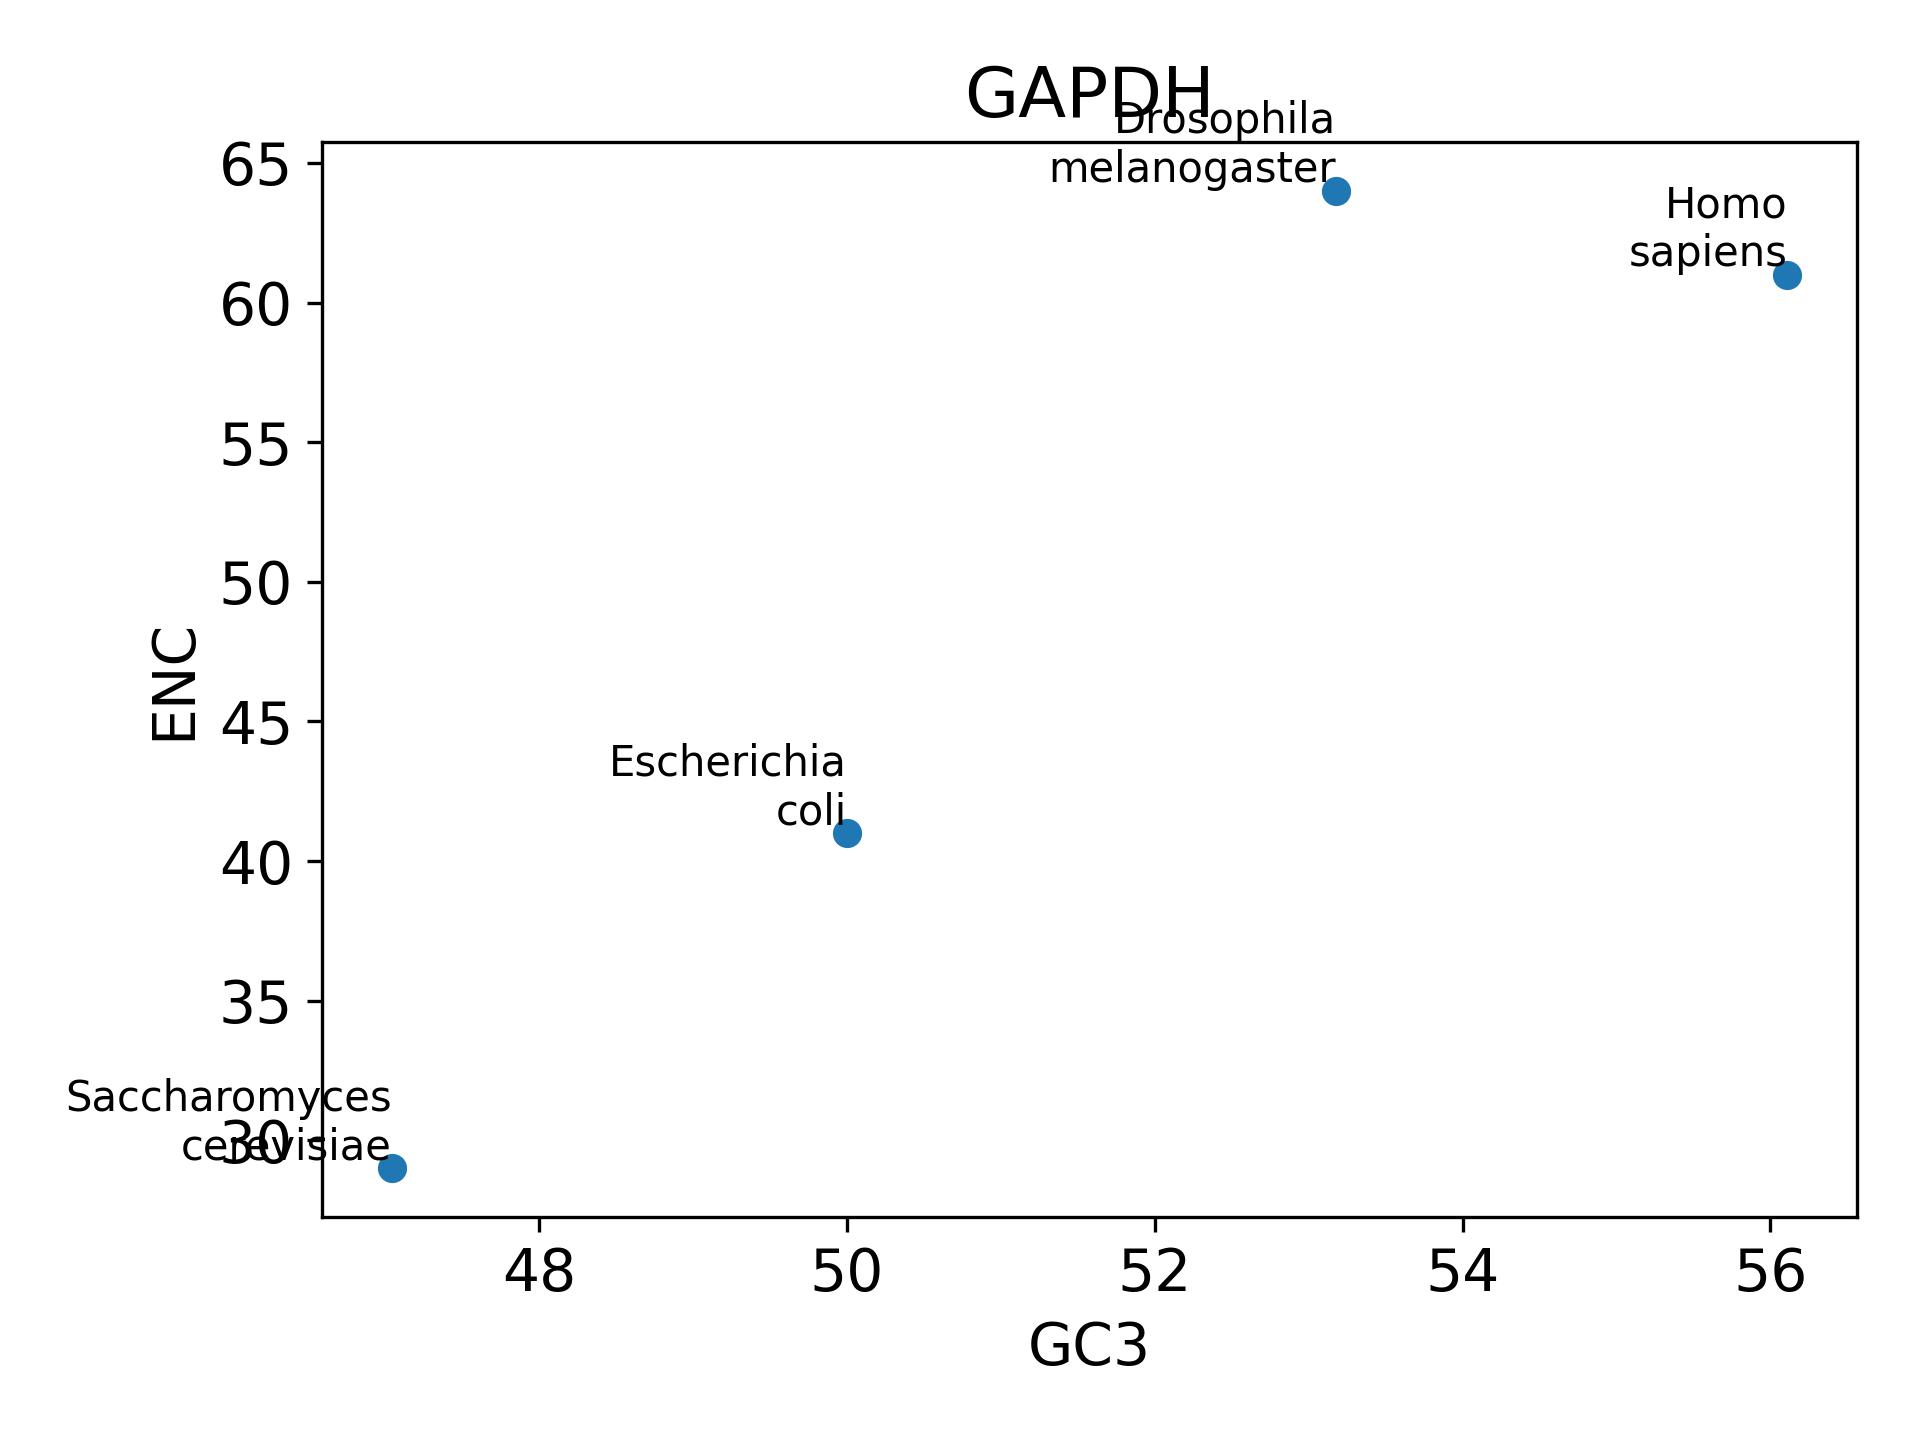 GAPDH
Drosophila
melanogaster
Homo
sapiens
Escherichia
coli
Saccharomyces
cerevisiae
65
60
55
50
45
40
35
30
ENC
48 50 52 54 56
GC3